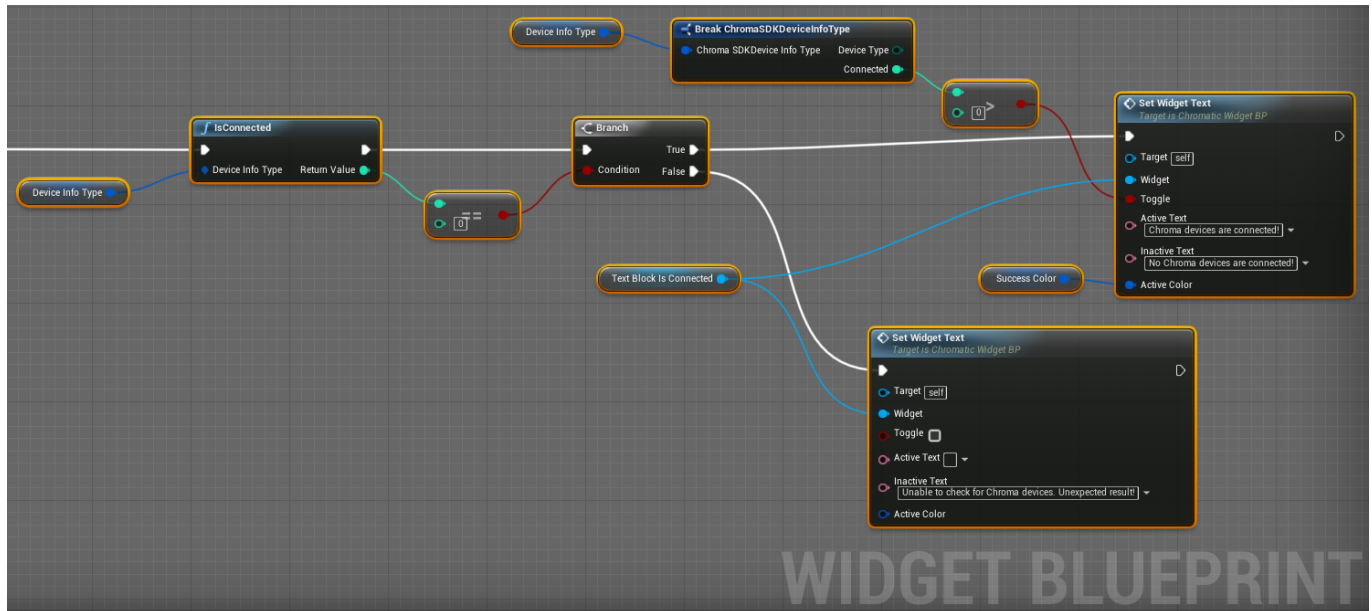 Device Info Type
Break ChromaSDKDeviceInfoType
Chroma SDKDevice Info Type Device Type
Connected
0 >
Set Widget Text
Target is Chromatic Widget BP
Target self
Widget
Toggle
Active Text
Chroma devices are connected!
Inactive Text
No Chroma devices are connected!
Active Color
f IsConnected
Device Info Type Return Value
Device Info Type
0 ==
Branch
True
Condition False
Text Block Is Connected
Success Color
Set Widget Text
Target is Chromatic Widget BP
Target self
Widget
Toggle
Active Text
Inactive Text
Unable to check for Chroma devices. Unexpected result!
Active Color
WIDGET BLUEPRINT